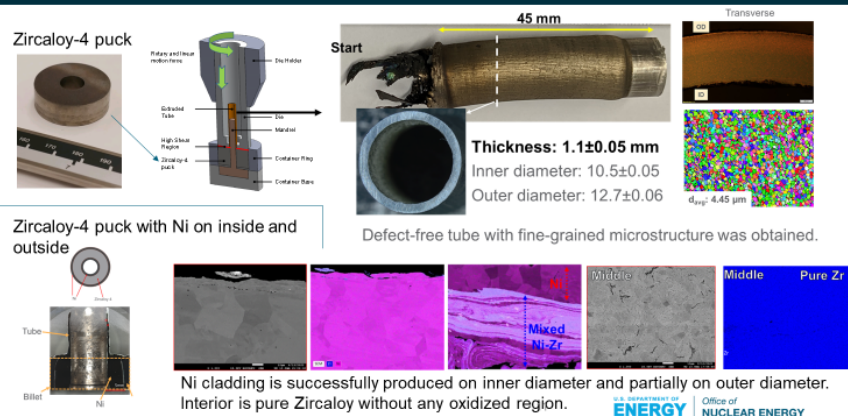 Zircaloy-4 puck
Rotary and linear
motion force
Die Holder
Extruded
Tube
Die
Mandrel
High Shear
Region
Zircaloy-4
puck
Container Ring
Container Base
45 mm
Start
Thickness: 1.1±0.05 mm
Inner diameter: 10.5±0.05
Outer diameter: 12.7±0.06
Transverse
OD
ID
davg: 4.45 µm
Defect-free tube with fine-grained microstructure was obtained.
Zircaloy-4 puck with Ni on inside and
outside
Ni
Zircaloy 4
Tube
Billet
Ni
Ni
Mixed
Ni-Zr
Middle
Middle
Pure Zr
Ni cladding is successfully produced on inner diameter and partially on outer diameter.
Interior is pure Zircaloy without any oxidized region.
U.S. DEPARTMENT OF
ENERGY
Office of
NUCLEAR ENERGY